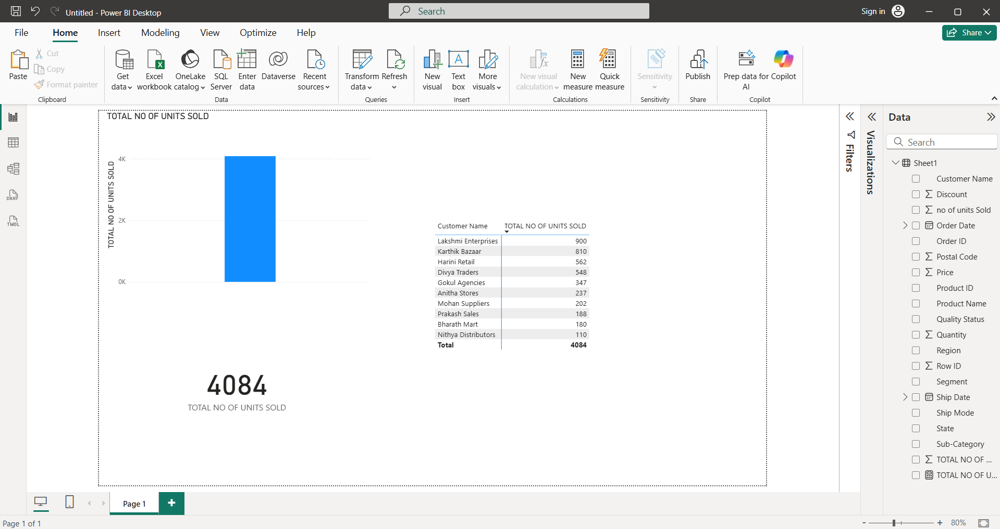 Untitled - Power BI Desktop
Search
Sign in
File Home Insert Modeling View Optimize Help
Share
Paste
Cut
Copy
Format painter
Clipboard
Get data
Excel workbook
OneLake catalog
SQL Server
Enter data
Dataverse
Recent sources
Data
Transform data
Refresh
Queries
New visual
Text box
More visuals
Insert
New visual calculation
New measure
Quick measure
Calculations
Sensitivity
Sensitivity
Publish
Share
Prep data for AI
Copilot
Copilot
DAX
TMDL
TOTAL NO OF UNITS SOLD
TOTAL NO OF UNITS SOLD
4K
2K
0K
4084
TOTAL NO OF UNITS SOLD
Customer Name TOTAL NO OF UNITS SOLD
Lakshmi Enterprises 900
Karthik Bazaar 810
Harini Retail 562
Divya Traders 548
Gokul Agencies 347
Anitha Stores 237
Mohan Suppliers 202
Prakash Sales 188
Bharath Mart 180
Nithya Distributors 110
Total 4084
Filters
Visualizations
Data
Search
Sheet1
Customer Name
Discount
no of units Sold
Order Date
Order ID
Postal Code
Price
Product ID
Product Name
Quality Status
Quantity
Region
Row ID
Segment
Ship Date
Ship Mode
State
Sub-Category
TOTAL NO OF ...
TOTAL NO OF U...
Page 1
Page 1 of 1
- + 80%